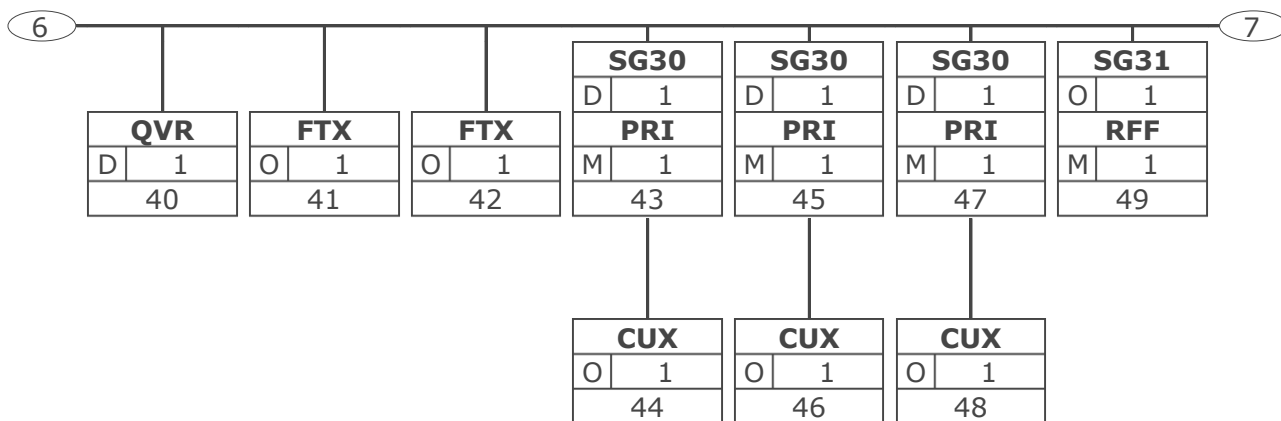 6
7
SG30
SG30
SG30
SG31
D 1
D 1
D 1
O 1
QVR
FTX
FTX
PRI
PRI
PRI
RFF
D 1
O 1
O 1
M 1
M 1
M 1
M 1
40
41
42
43
45
47
49
CUX
CUX
CUX
O 1
O 1
O 1
44
46
48